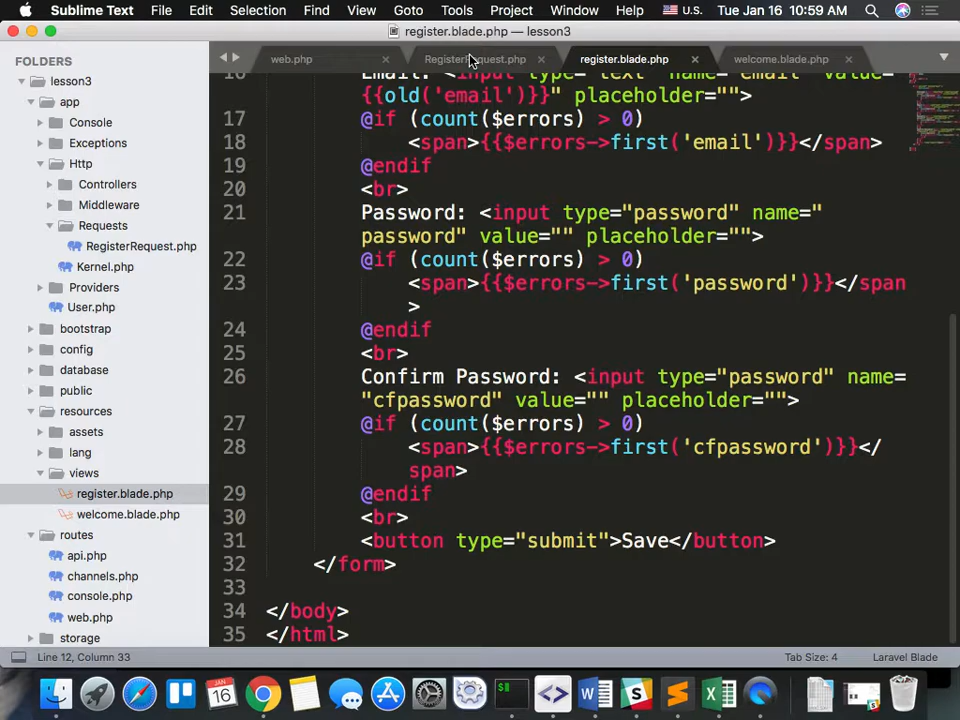 Sublime Text File Edit Selection Find View Goto Tools Project Window Help U.S. Tue Jan 16 10:59 AM
register.blade.php — lesson3
FOLDERS
lesson3
app
Console
Exceptions
Http
Controllers
Middleware
Requests
RegisterRequest.php
Kernel.php
Providers
User.php
bootstrap
config
database
public
resources
assets
lang
views
register.blade.php
welcome.blade.php
routes
api.php
channels.php
console.php
web.php
storage
web.php RegisterRequest.php register.blade.php welcome.blade.php
16 Email: <input type="text" name="email" value="
{{old('email')}}" placeholder="">
17 @if (count($errors) > 0)
18 <span>{{$errors->first('email')}}</span>
19 @endif
20 <br>
21 Password: <input type="password" name="
password" value="" placeholder="">
22 @if (count($errors) > 0)
23 <span>{{$errors->first('password')}}</span
>
24 @endif
25 <br>
26 Confirm Password: <input type="password" name=
"cfpassword" value="" placeholder="">
27 @if (count($errors) > 0)
28 <span>{{$errors->first('cfpassword')}}</
span>
29 @endif
30 <br>
31 <button type="submit">Save</button>
32 </form>
33
34 </body>
35 </html>
Line 12, Column 33 Tab Size: 4 Laravel Blade